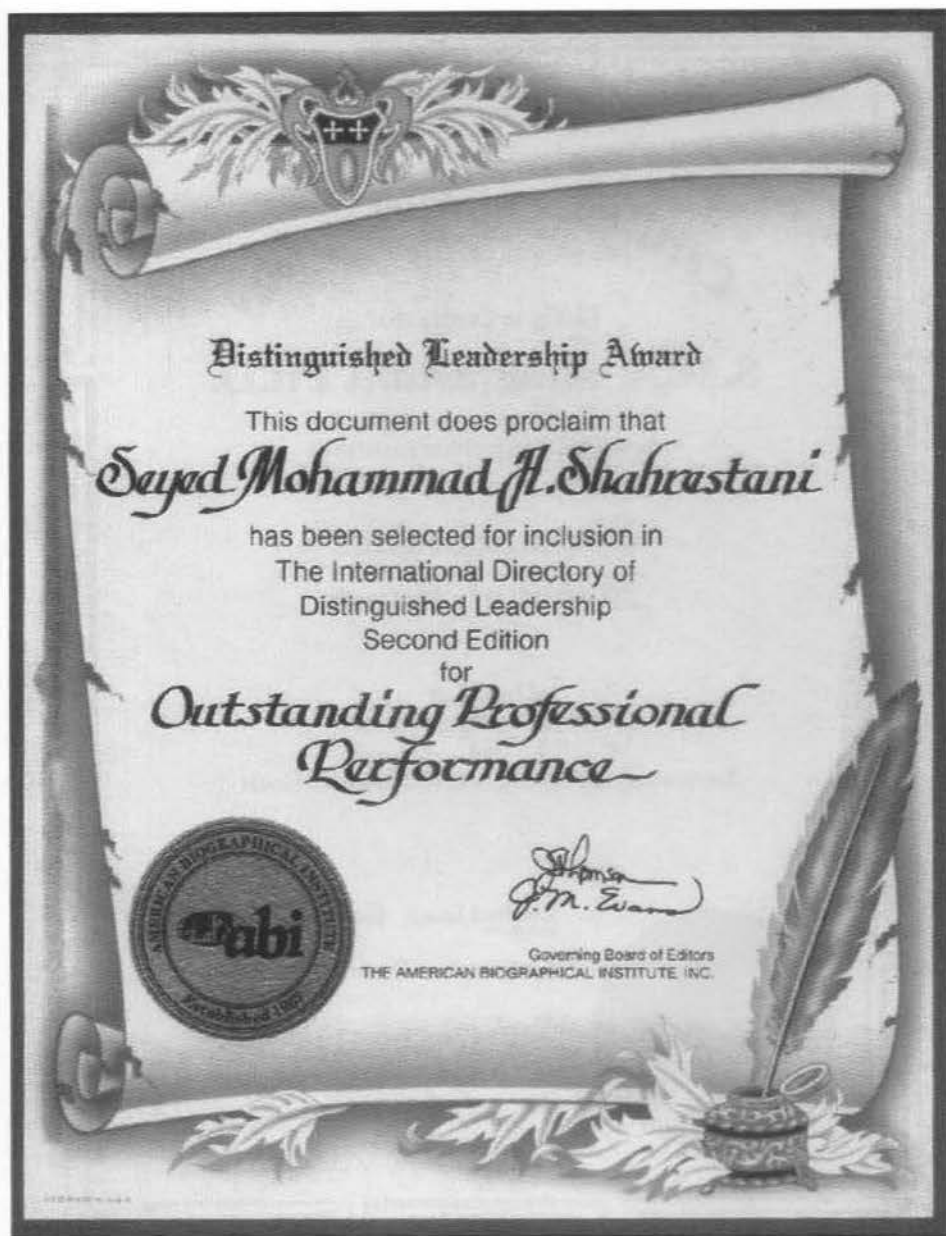 Distinguished Leadership Award
This document does proclaim that
Seyed Mohammad A. Shahrestani
has been selected for inclusion in
The International Directory of
Distinguished Leadership
Second Edition
for
Outstanding Professional
Performance
AMERICAN BIOGRAPHICAL INSTITUTE
abi
Established
J. M. Evans
Governing Board of Editors
THE AMERICAN BIOGRAPHICAL INSTITUTE, INC.